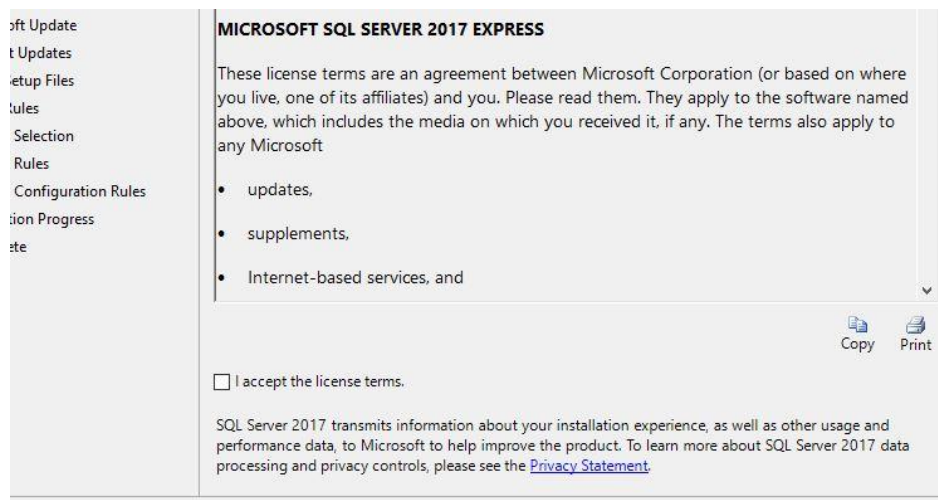 oft Update
t Updates
etup Files
ules
Selection
Rules
Configuration Rules
ion Progress
ete
MICROSOFT SQL SERVER 2017 EXPRESS
These license terms are an agreement between Microsoft Corporation (or based on where
you live, one of its affiliates) and you. Please read them. They apply to the software named
above, which includes the media on which you received it, if any. The terms also apply to
any Microsoft
• updates,
• supplements,
• Internet-based services, and
Copy Print
I accept the license terms.
SQL Server 2017 transmits information about your installation experience, as well as other usage and
performance data, to Microsoft to help improve the product. To learn more about SQL Server 2017 data
processing and privacy controls, please see the Privacy Statement.